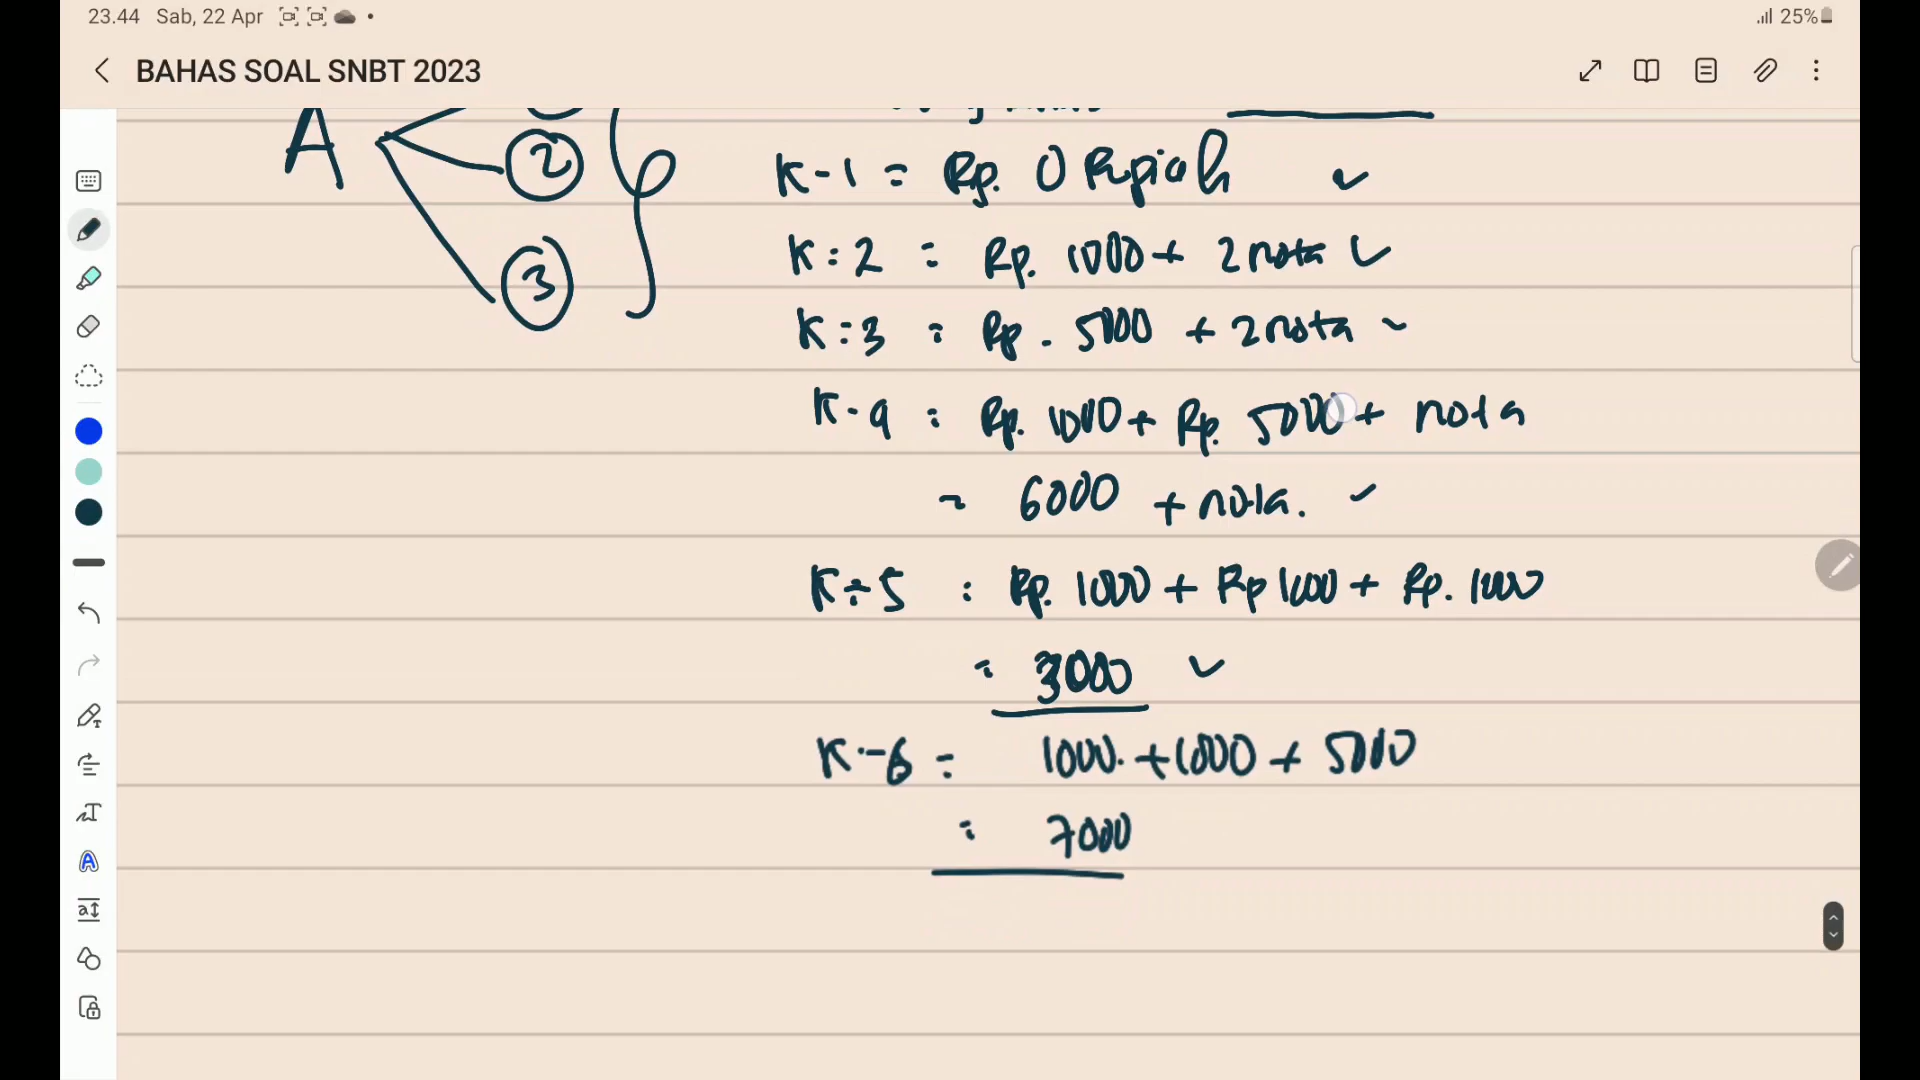 23.44 Sab, 22 Apr 25%
BAHAS SOAL SNBT 2023
A
2
3
K-1 = Rp. 0 Rupiah
K:2 = Rp. 1000 + 2 nota
K:3 = Rp. 5000 + 2 nota
K-4 = Rp. 1000 + Rp. 5000 + nota
= 6000 + nota.
K-5 : Rp. 1000 + Rp 1000 + Rp. 1000
= 3000
K-6 = 1000 + 1000 + 5000
= 7000